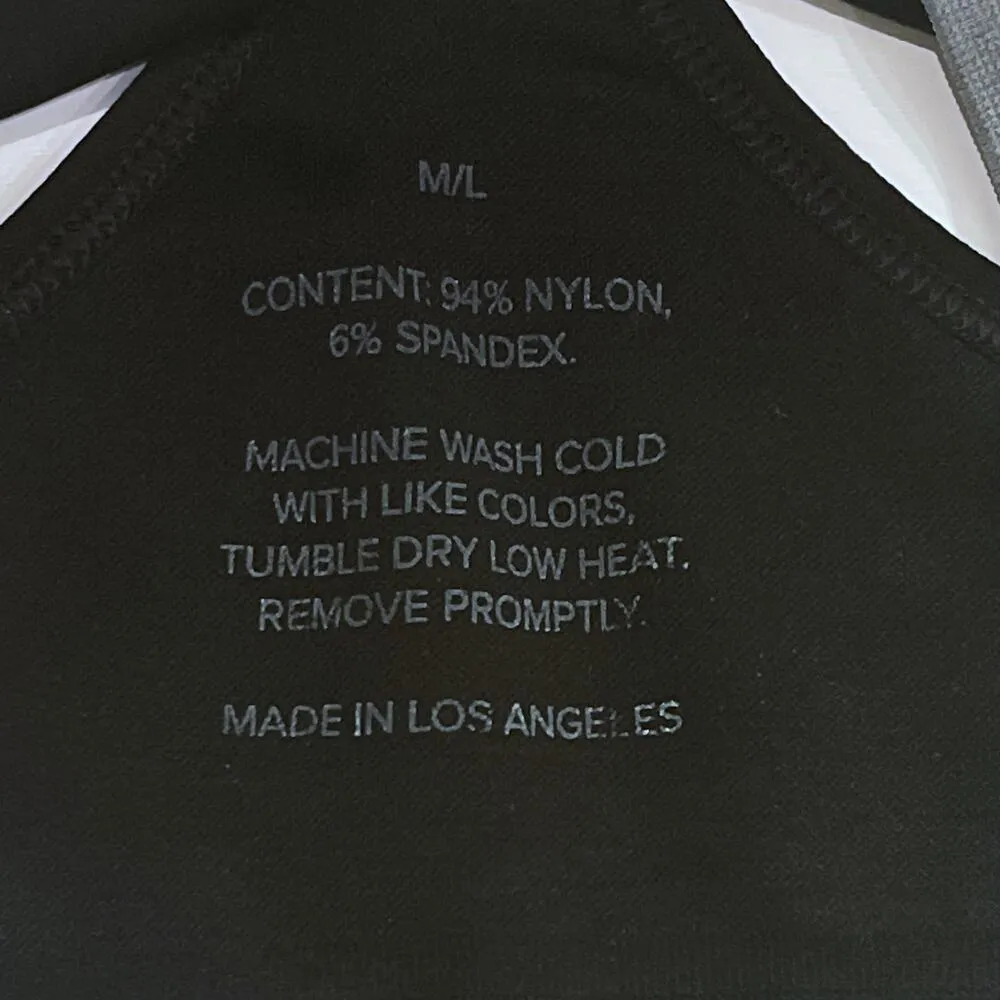 M/L
CONTENT: 94% NYLON,
6% SPANDEX.
MACHINE WASH COLD
WITH LIKE COLORS,
TUMBLE DRY LOW HEAT.
REMOVE PROMPTLY.
MADE IN LOS ANGELES